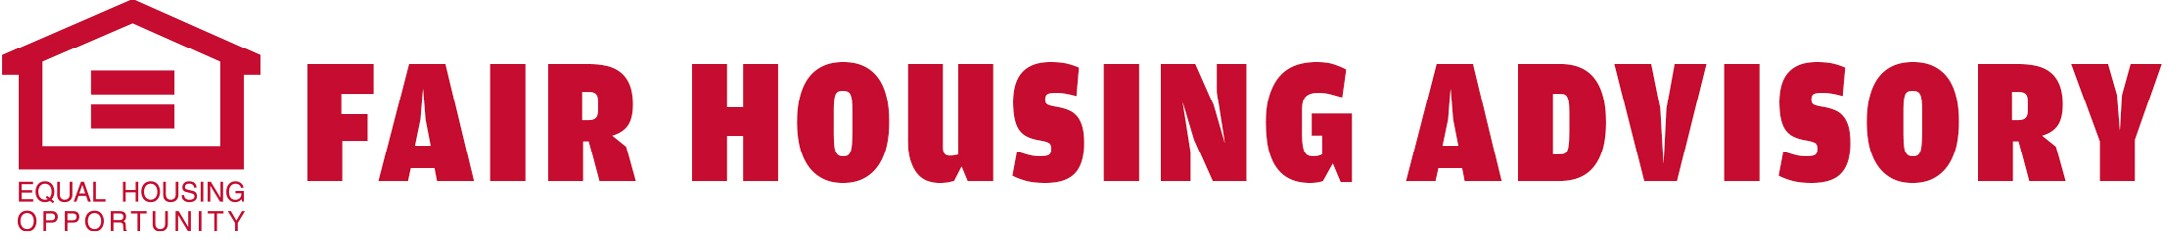 FAIR HOUSING ADVISORY
EQUAL HOUSING
OPPORTUNITY